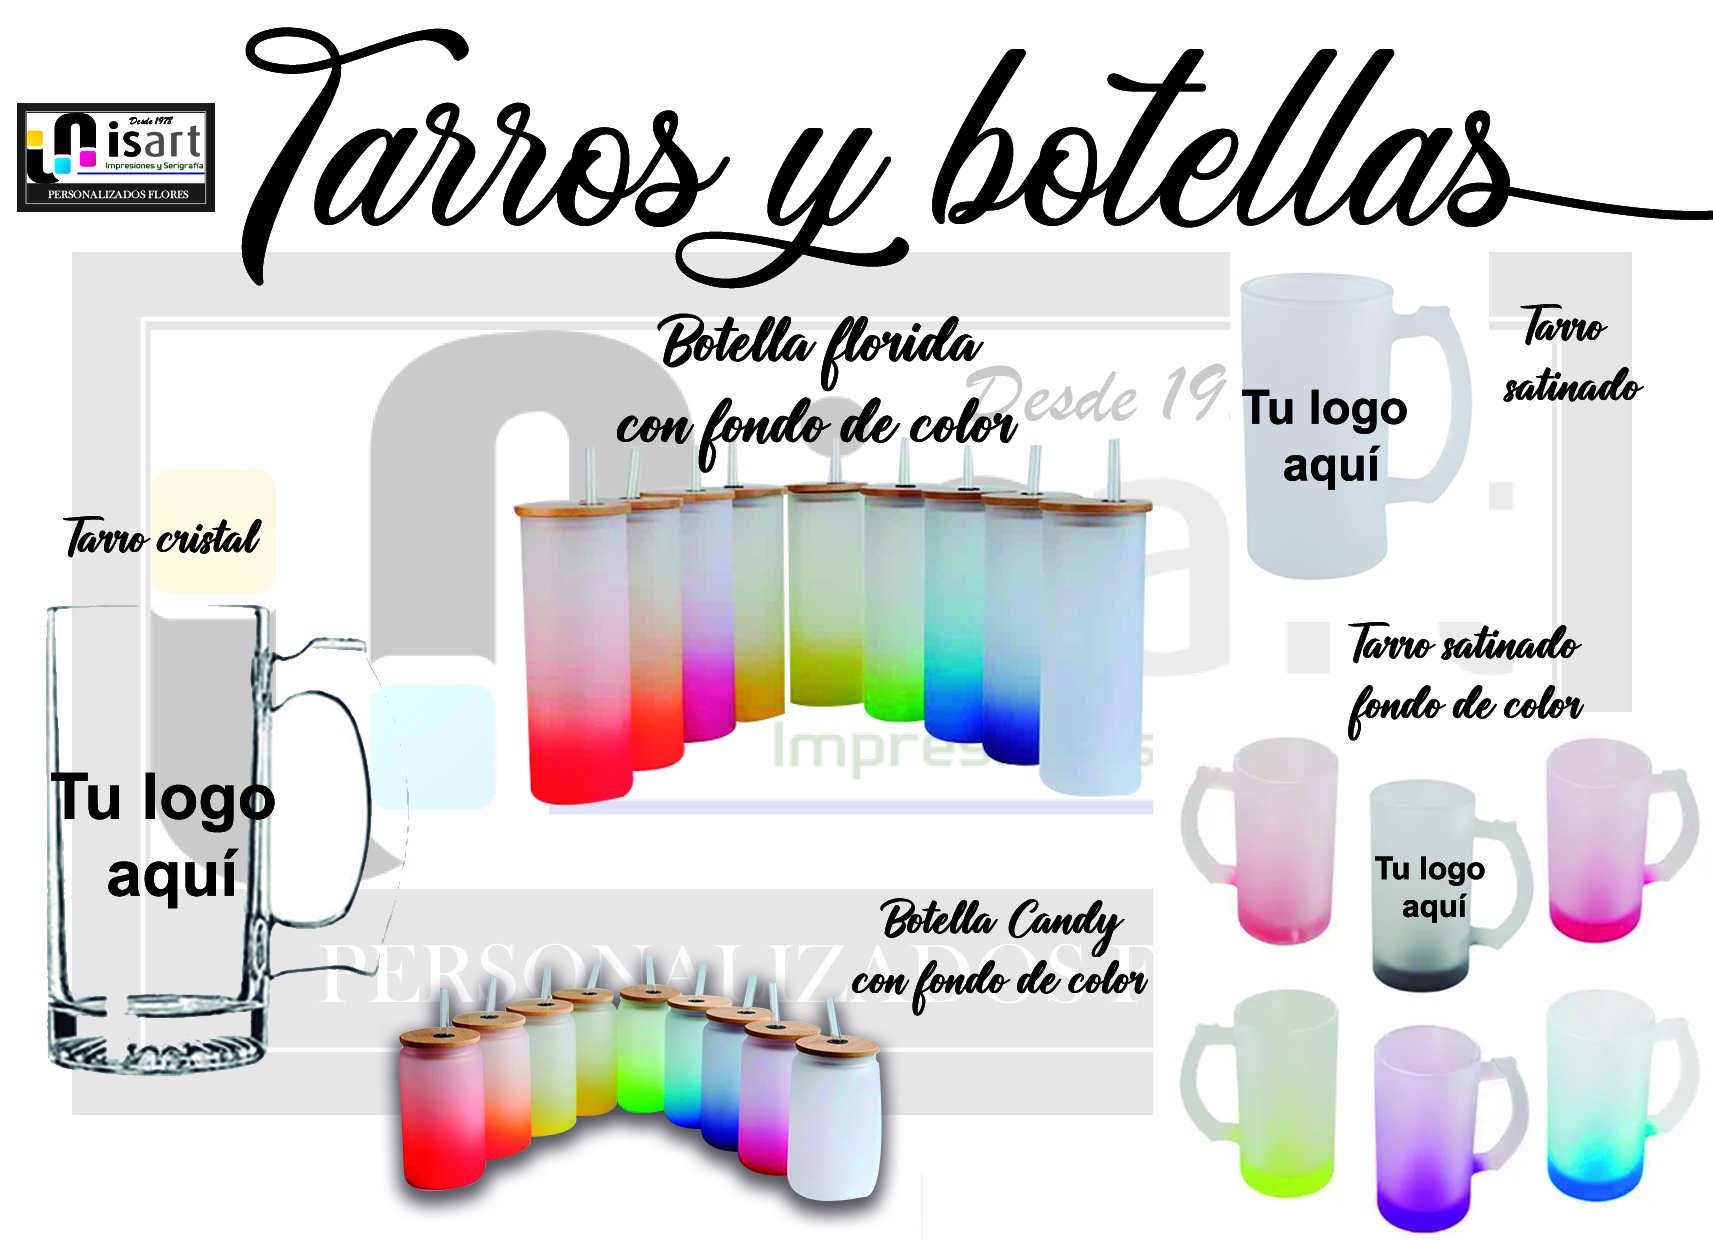 Tarros y botellas
Desde 1978
isart
Impresiones y Serigrafía
PERSONALIZADOS FLORES
Botella florida
con fondo de color
Desde 19
Tarro
satinado
Tu logo
aquí
Tarro cristal
Tu logo
aquí
Tarro satinado
fondo de color
Tu logo
aquí
Botella Candy
con fondo de color
PERSONALIZADOS F